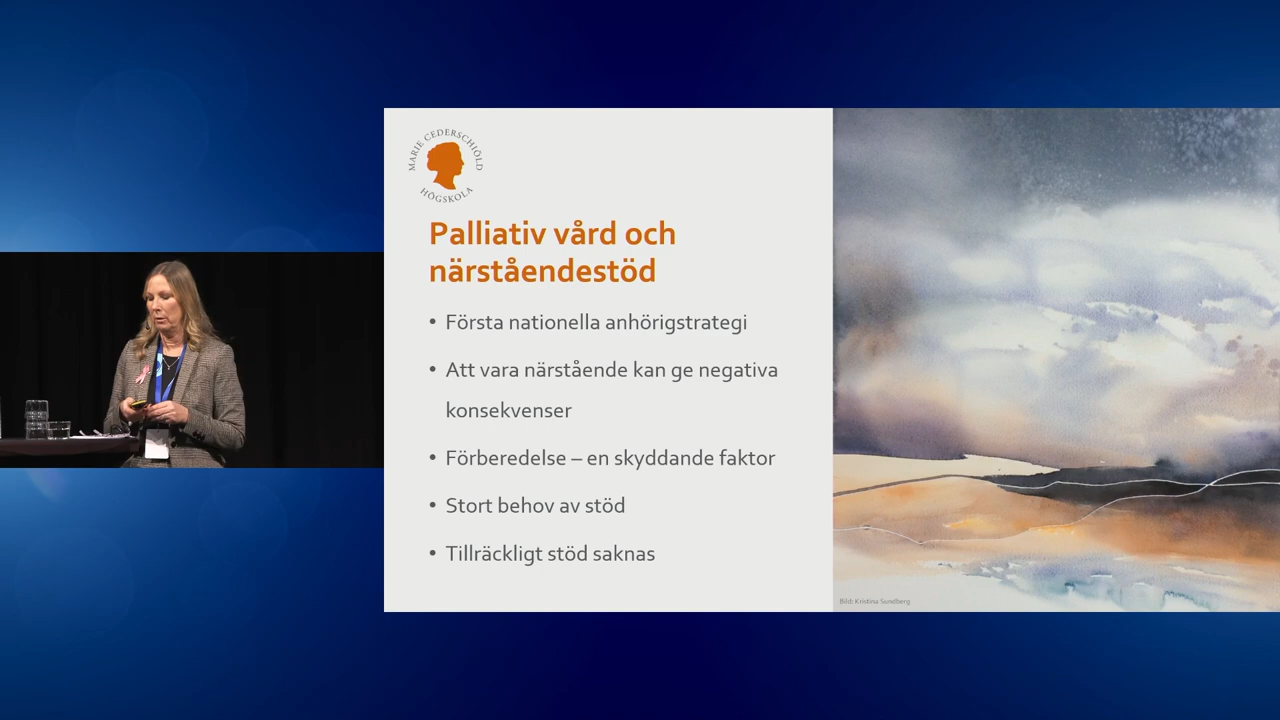 MARIE CEDERSCHIÖLD
HÖGSKOLA
Palliativ vård och
närståendestöd
• Första nationella anhörigstrategi
• Att vara närstående kan ge negativa
konsekvenser
• Förberedelse – en skyddande faktor
• Stort behov av stöd
• Tillräckligt stöd saknas
Bild: Kristina Sundberg